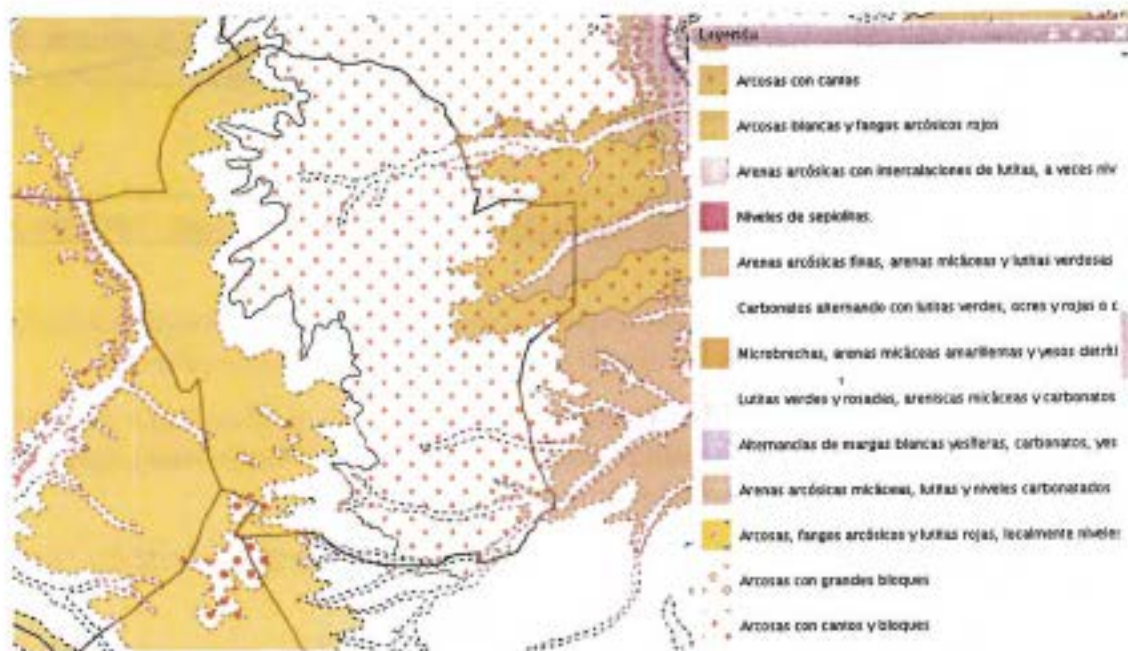 Leyenda
Arcosas con cantos
Arcosas blancas y fangos arcósicos rojos
Arenas arcósicas con intercalaciones de lutitas, a veces niv
Niveles de sepiolitas.
Arenas arcósicas finas, arenas micáceas y lutitas verdosas
Carbonatos alternando con lutitas verdes, ocres y rojas o c
Microbrechas, arenas micáceas amarillentas y yesos detríti
Lutitas verdes y rosadas, areniscas micáceas y carbonatos
Alternancias de margas blancas yesíferas, carbonatos, yes
Arenas arcósicas micáceas, lutitas y niveles carbonatados
Arcosas, fangos arcósicos y lutitas rojas, localmente niveles
Arcosas con grandes bloques
Arcosas con cantos y bloques